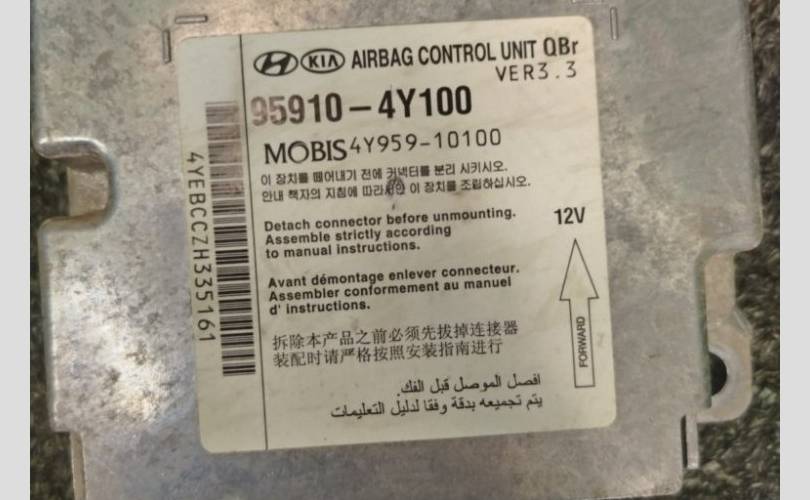 HYUNDAI KIA AIRBAG CONTROL UNIT QBr
VER3.3
95910-4Y100
MOBIS 4Y959-10100
이 장치를 떼어내기 전에 커넥터를 분리 시키시오.
안내 책자의 지침에 따라서만 이 장치를 조립하십시오.
Detach connector before unmounting.
Assemble strictly according
to manual instructions.
12V
Avant démontage enlever connecteur.
Assembler conformement au manuel
d' instructions.
FORWARD
拆除本产品之前必须先拔掉连接器
装配时请严格按照安装指南进行
افصل الموصل قبل الفك.
يتم تجميعه بدقة وفقا لدليل التعليمات
4YEBCCZH335161